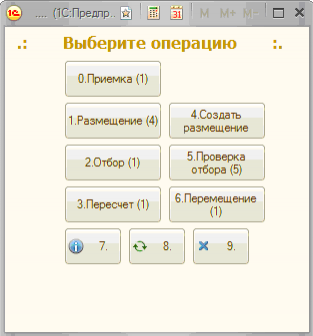 .... (1С:Предпр.. 31 M M+ M-
.: Выберите операцию :.
0.Приемка (1)
1.Размещение (4)
4.Создать
размещение
2.Отбор (1)
5.Проверка
отбора (5)
3.Пересчет (1)
6.Перемещение
(1)
7. 8. 9.